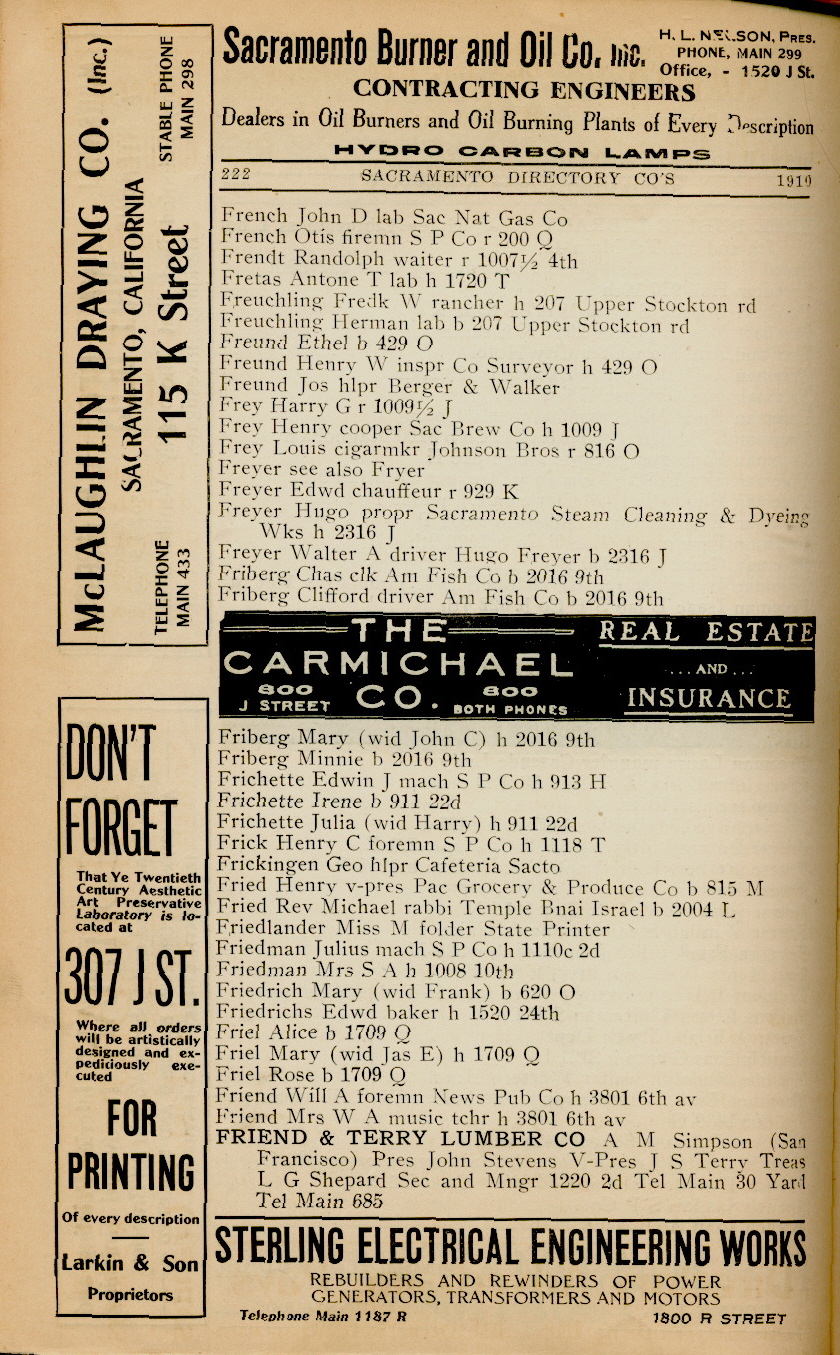 McLAUGHLIN DRAYING CO. (Inc.)
SACRAMENTO, CALIFORNIA
TELEPHONE
MAIN 433
115 K Street
STABLE PHONE
MAIN 298
Sacramento Burner and Oil Co. Inc.
H. L. NELSON, PRES.
PHONE, MAIN 299
Office, - 1520 J St.
CONTRACTING ENGINEERS
Dealers in Oil Burners and Oil Burning Plants of Every Description
HYDRO CARBON LAMPS
222 SACRAMENTO DIRECTORY CO'S 1910
French John D lab Sac Nat Gas Co
French Otis firemn S P Co r 200 Q
Frendt Randolph waiter r 1007½ 4th
Fretas Antone T lab h 1720 T
Freuchling Fredk W rancher h 207 Upper Stockton rd
Freuchling Herman lab b 207 Upper Stockton rd
Freund Ethel b 429 O
Freund Henry W inspr Co Surveyor h 429 O
Freund Jos hlpr Berger & Walker
Frey Harry G r 1009½ J
Frey Henry cooper Sac Brew Co h 1009 J
Frey Louis cigarmkr Johnson Bros r 816 O
Freyer see also Fryer
Freyer Edwd chauffeur r 929 K
Freyer Hugo propr Sacramento Steam Cleaning & Dyeing
Wks h 2316 J
Freyer Walter A driver Hugo Freyer b 2316 J
Friberg Chas clk Am Fish Co b 2016 9th
Friberg Clifford driver Am Fish Co b 2016 9th
THE
CARMICHAEL
CO.
800
J STREET
800
BOTH PHONES
REAL ESTATE
...AND...
INSURANCE
Friberg Mary (wid John C) h 2016 9th
Friberg Minnie b 2016 9th
Frichette Edwin J mach S P Co h 913 H
Frichette Irene b 911 22d
Frichette Julia (wid Harry) h 911 22d
Frick Henry C foremn S P Co h 1118 T
Frickingen Geo hlpr Cafeteria Sacto
Fried Henry v-pres Pac Grocery & Produce Co b 815 M
Fried Rev Michael rabbi Temple Bnai Israel b 2004 L
Friedlander Miss M folder State Printer
Friedman Julius mach S P Co h 1110c 2d
Friedman Mrs S A h 1008 10th
Friedrich Mary (wid Frank) b 620 O
Friedrichs Edwd baker h 1520 24th
Friel Alice b 1709 Q
Friel Mary (wid Jas E) h 1709 Q
Friel Rose b 1709 Q
Friend Will A foremn News Pub Co h 3801 6th av
Friend Mrs W A music tchr h 3801 6th av
FRIEND & TERRY LUMBER CO A M Simpson (San
Francisco) Pres John Stevens V-Pres J S Terry Treas
L G Shepard Sec and Mngr 1220 2d Tel Main 30 Yard
Tel Main 685
DON'T
FORGET
That Ye Twentieth
Century Aesthetic
Art Preservative
Laboratory is lo-
cated at
307 J ST.
Where all orders
will be artistically
designed and ex-
pediciously exe-
cuted
FOR
PRINTING
Of every description
Larkin & Son
Proprietors
STERLING ELECTRICAL ENGINEERING WORKS
REBUILDERS AND REWINDERS OF POWER
GENERATORS, TRANSFORMERS AND MOTORS
Telephone Main 1187 R 1800 R STREET